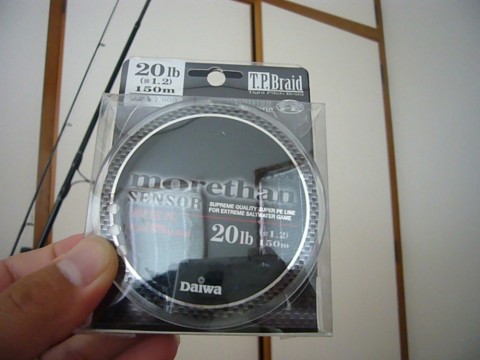 20lb
(#1.2)
150m
T.P.Braid
Tight Pitch Braid
morethan
SENSOR
SUPREME QUALITY SUPER PE LINE
FOR EXTREME SALTWATER GAME
20lb (#1.2)
150m
Daiwa